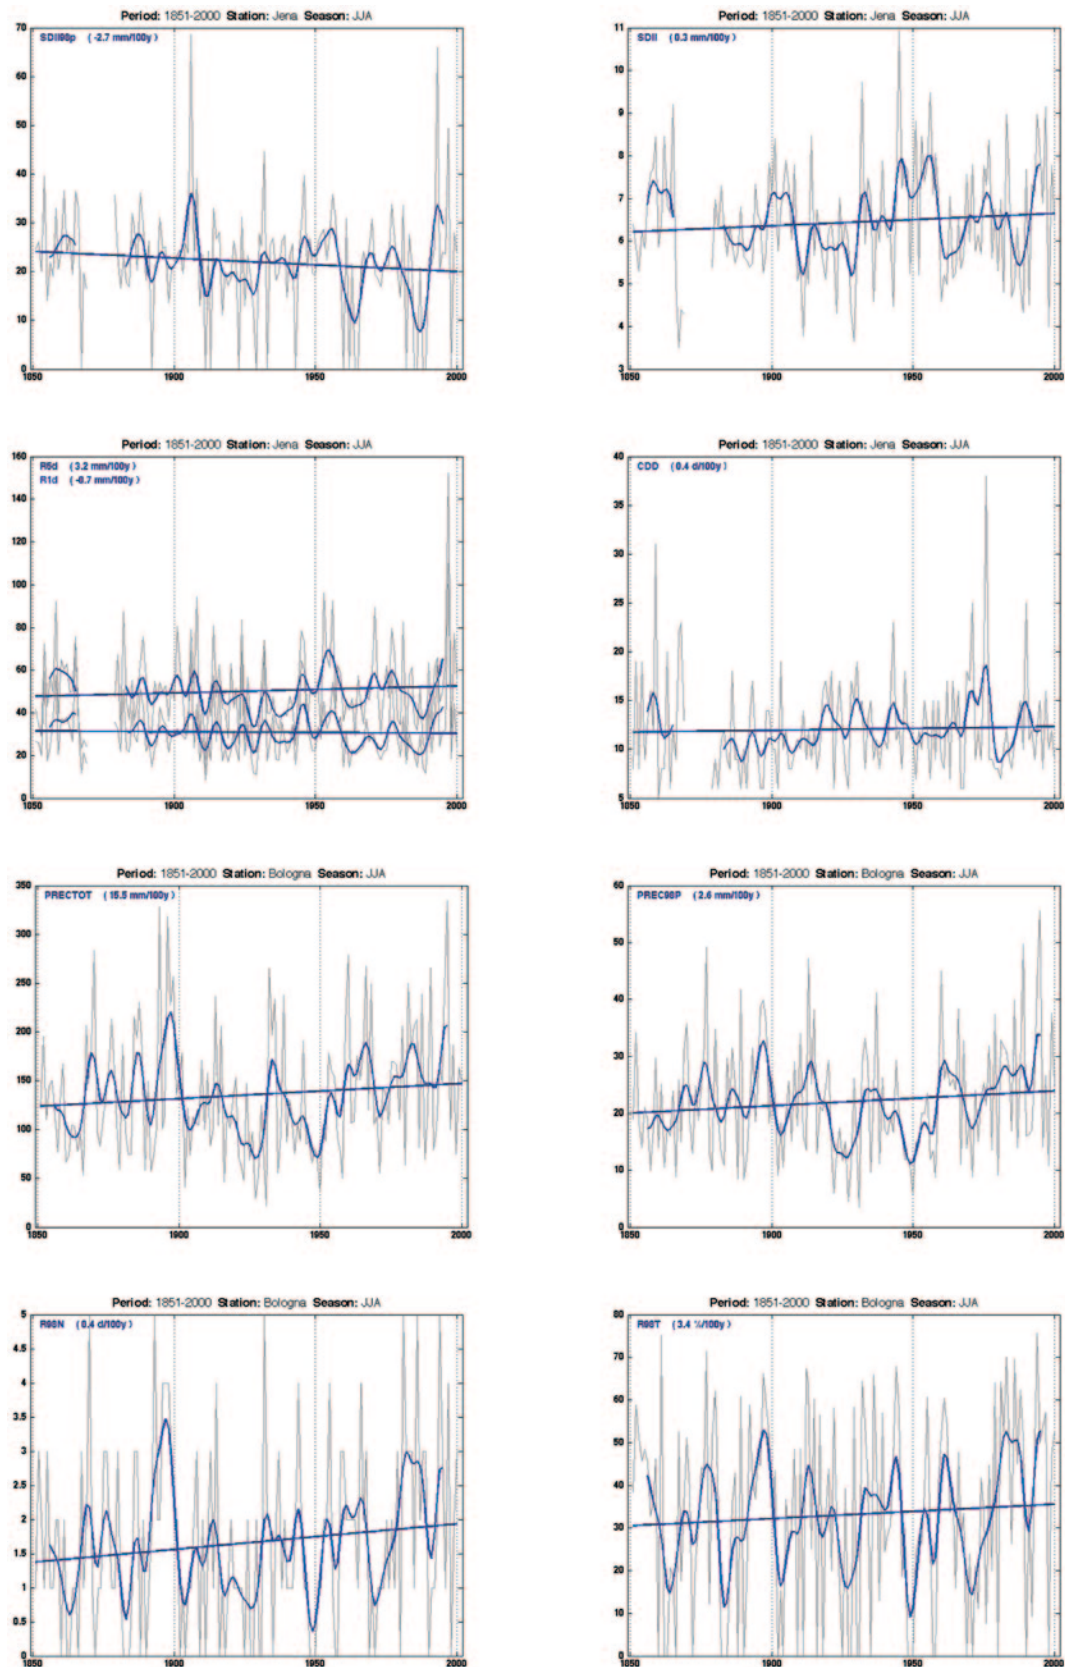 Period: 1851-2000 Station: Jena Season: JJA
SDII98p (-2.7 mm/100y)
70
60
50
40
30
20
10
0
1850 1900 1950 2000
Period: 1851-2000 Station: Jena Season: JJA
SDII (0.3 mm/100y)
11
10
9
8
7
6
5
4
3
1850 1900 1950 2000
Period: 1851-2000 Station: Jena Season: JJA
R5d (3.2 mm/100y)
R1d (-0.7 mm/100y)
160
140
120
100
80
60
40
20
0
1850 1900 1950 2000
Period: 1851-2000 Station: Jena Season: JJA
CDD (0.4 d/100y)
40
35
30
25
20
15
10
5
1850 1900 1950 2000
Period: 1851-2000 Station: Bologna Season: JJA
PRECTOT (15.5 mm/100y)
350
300
250
200
150
100
50
0
1850 1900 1950 2000
Period: 1851-2000 Station: Bologna Season: JJA
PREC98P (2.6 mm/100y)
60
50
40
30
20
10
0
1850 1900 1950 2000
Period: 1851-2000 Station: Bologna Season: JJA
R98N (0.4 d/100y)
5
4.5
4
3.5
3
2.5
2
1.5
1
0.5
0
1850 1900 1950 2000
Period: 1851-2000 Station: Bologna Season: JJA
R98T (3.4 %/100y)
80
70
60
50
40
30
20
10
0
1850 1900 1950 2000